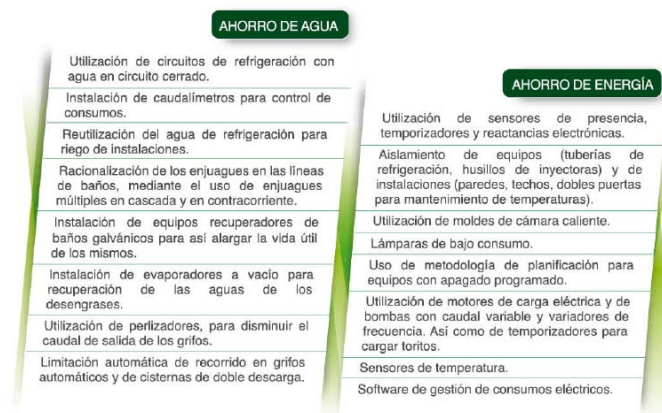 AHORRO DE AGUA
Utilización de circuitos de refrigeración con
agua en circuito cerrado.
Instalación de caudalímetros para control de
consumos.
Reutilización del agua de refrigeración para
riego de instalaciones.
Racionalización de los enjuagues en las líneas
de baños, mediante el uso de enjuagues
múltiples en cascada y en contracorriente.
Instalación de equipos recuperadores de
baños galvánicos para así alargar la vida útil
de los mismos.
Instalación de evaporadores a vacío para
recuperación de las aguas de los
desengrases.
Utilización de perlizadores, para disminuir el
caudal de salida de los grifos.
Limitación automática de recorrido en grifos
automáticos y de cisternas de doble descarga.
AHORRO DE ENERGÍA
Utilización de sensores de presencia,
temporizadores y reactancias electrónicas.
Aislamiento de equipos (tuberías de
refrigeración, husillos de inyectoras) y de
instalaciones (paredes, techos, dobles puertas
para mantenimiento de temperaturas).
Utilización de moldes de cámara caliente.
Lámparas de bajo consumo.
Uso de metodología de planificación para
equipos con apagado programado.
Utilización de motores de carga eléctrica y de
bombas con caudal variable y variadores de
frecuencia. Así como de temporizadores para
cargar toritos.
Sensores de temperatura.
Software de gestión de consumos eléctricos.